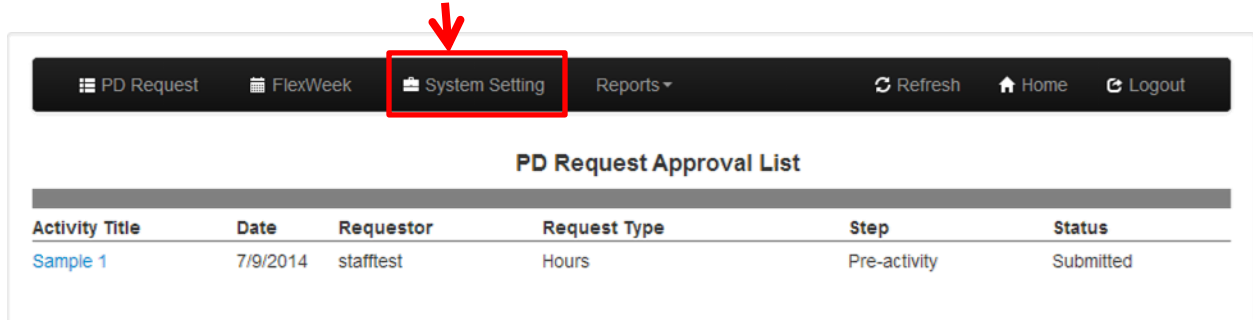 PD Request FlexWeek System Setting Reports Refresh Home Logout
PD Request Approval List
Activity Title Date Requestor Request Type Step Status
Sample 1 7/9/2014 stafftest Hours Pre-activity Submitted